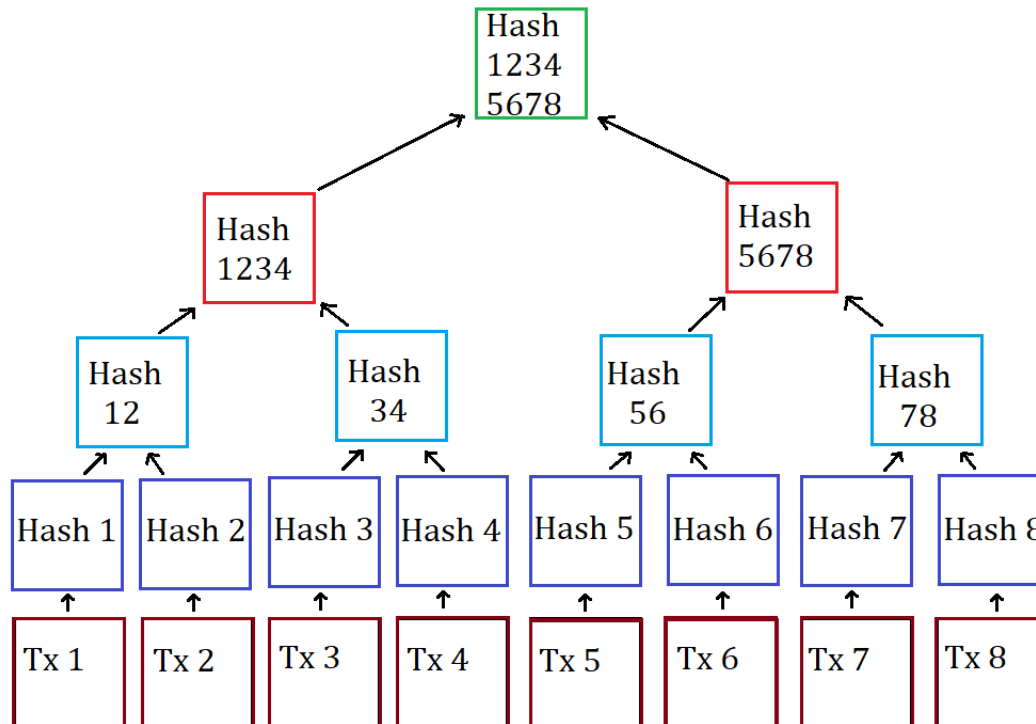 Hash
1234
5678
Hash
1234
Hash
5678
Hash
12
Hash
34
Hash
56
Hash
78
Hash 1
Hash 2
Hash 3
Hash 4
Hash 5
Hash 6
Hash 7
Hash 8
Tx 1
Tx 2
Tx 3
Tx 4
Tx 5
Tx 6
Tx 7
Tx 8